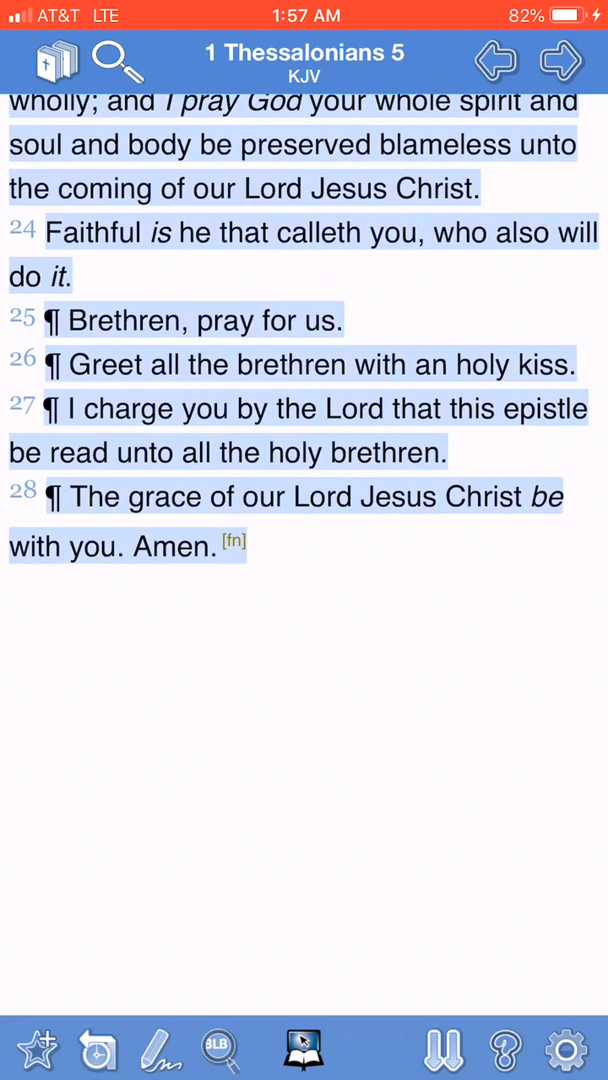 AT&T LTE 1:57 AM 82%
1 Thessalonians 5
KJV
wholly; and I pray God your whole spirit and
soul and body be preserved blameless unto
the coming of our Lord Jesus Christ.
24 Faithful is he that calleth you, who also will
do it.
25 ¶ Brethren, pray for us.
26 ¶ Greet all the brethren with an holy kiss.
27 ¶ I charge you by the Lord that this epistle
be read unto all the holy brethren.
28 ¶ The grace of our Lord Jesus Christ be
with you. Amen. [fn]
BLB